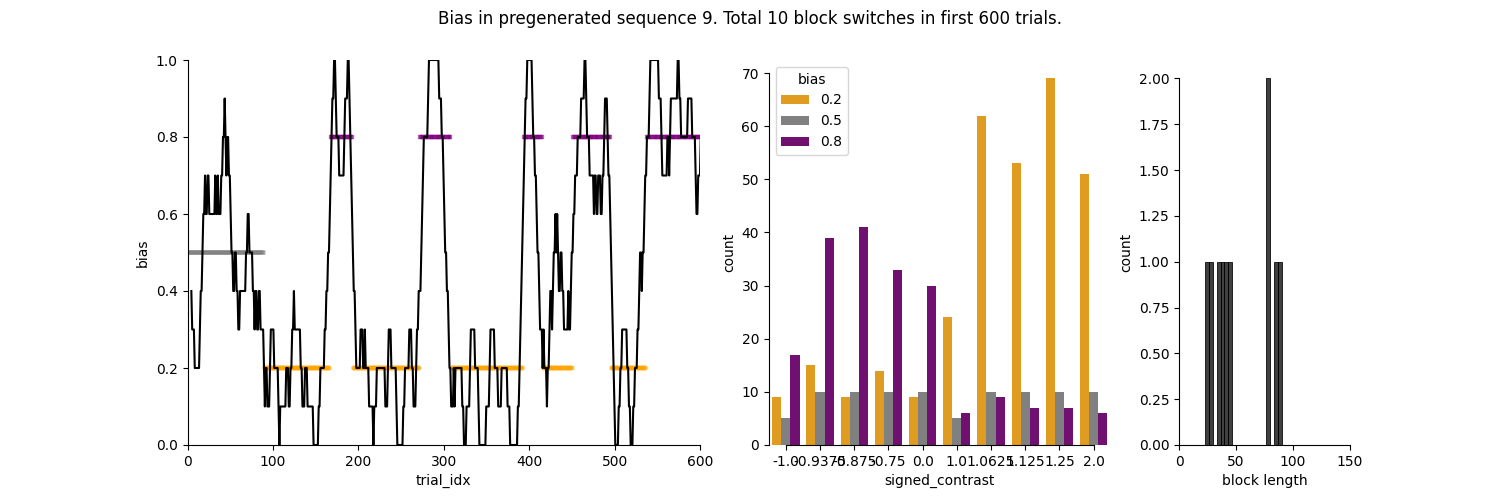 Bias in pregenerated sequence 9. Total 10 block switches in first 600 trials.
bias
1.0
0.8
0.6
0.4
0.2
0.0
0 100 200 300 400 500 600
trial_idx
count
70
60
50
40
30
20
10
0
bias
0.2
0.5
0.8
-1.0 -0.9375 -0.875 -0.75 0.0 1.0 1.0625 1.125 1.25 2.0
signed_contrast
count
2.00
1.75
1.50
1.25
1.00
0.75
0.50
0.25
0.00
0 50 100 150
block length